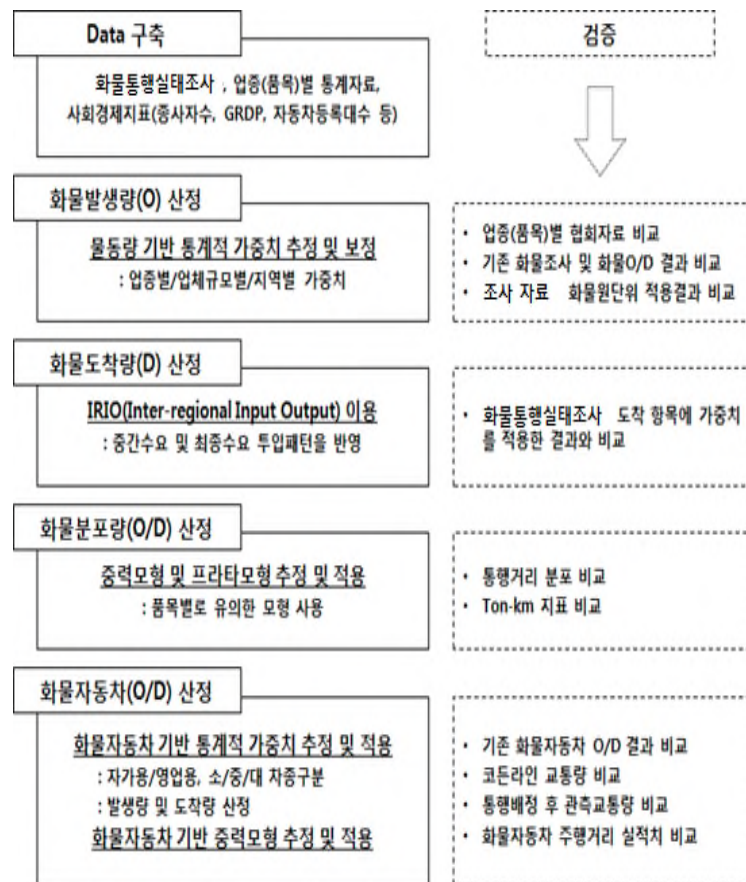 Data 구축
화물통행실태조사 , 업종(품목)별 통계자료,
사회경제지표(종사자수, GRDP, 자동차등록대수 등)
검증
화물발생량(O) 산정
물동량 기반 통계적 가중치 추정 및 보정
: 업종별/업체규모별/지역별 가중치
• 업종(품목)별 협회자료 비교
• 기존 화물조사 및 화물O/D 결과 비교
• 조사 자료 화물원단위 적용결과 비교
화물도착량(D) 산정
IRIO(Inter-regional Input Output) 이용
: 중간수요 및 최종수요 투입패턴을 반영
• 화물통행실태조사 도착 항목에 가중치
를 적용한 결과와 비교
화물분포량(O/D) 산정
중력모형 및 프라타모형 추정 및 적용
: 품목별로 유의한 모형 사용
• 통행거리 분포 비교
• Ton-km 지표 비교
화물자동차(O/D) 산정
화물자동차 기반 통계적 가중치 추정 및 적용
: 자가용/영업용, 소/중/대 차종구분
: 발생량 및 도착량 산정
화물자동차 기반 중력모형 추정 및 적용
• 기존 화물자동차 O/D 결과 비교
• 코든라인 교통량 비교
• 통행배정 후 관측교통량 비교
• 화물자동차 주행거리 실적치 비교